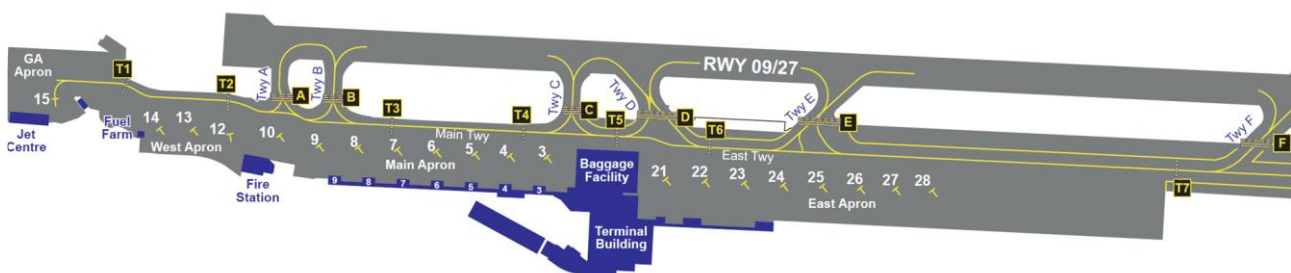 GA
Apron
15
Jet
Centre
T1
Fuel
Farm
14
13
12
West Apron
T2
Twy A
A
Twy B
B
10
Fire
Station
9
8
7
6
5
4
3
T3
Main Twy
Main Apron
T4
9
8
7
6
5
4
3
Twy C
C
Twy D
D
T5
Baggage
Facility
Terminal
Building
RWY 09/27
T6
East Twy
Twy E
E
21
22
23
24
25
26
27
28
East Apron
T7
Twy F
F